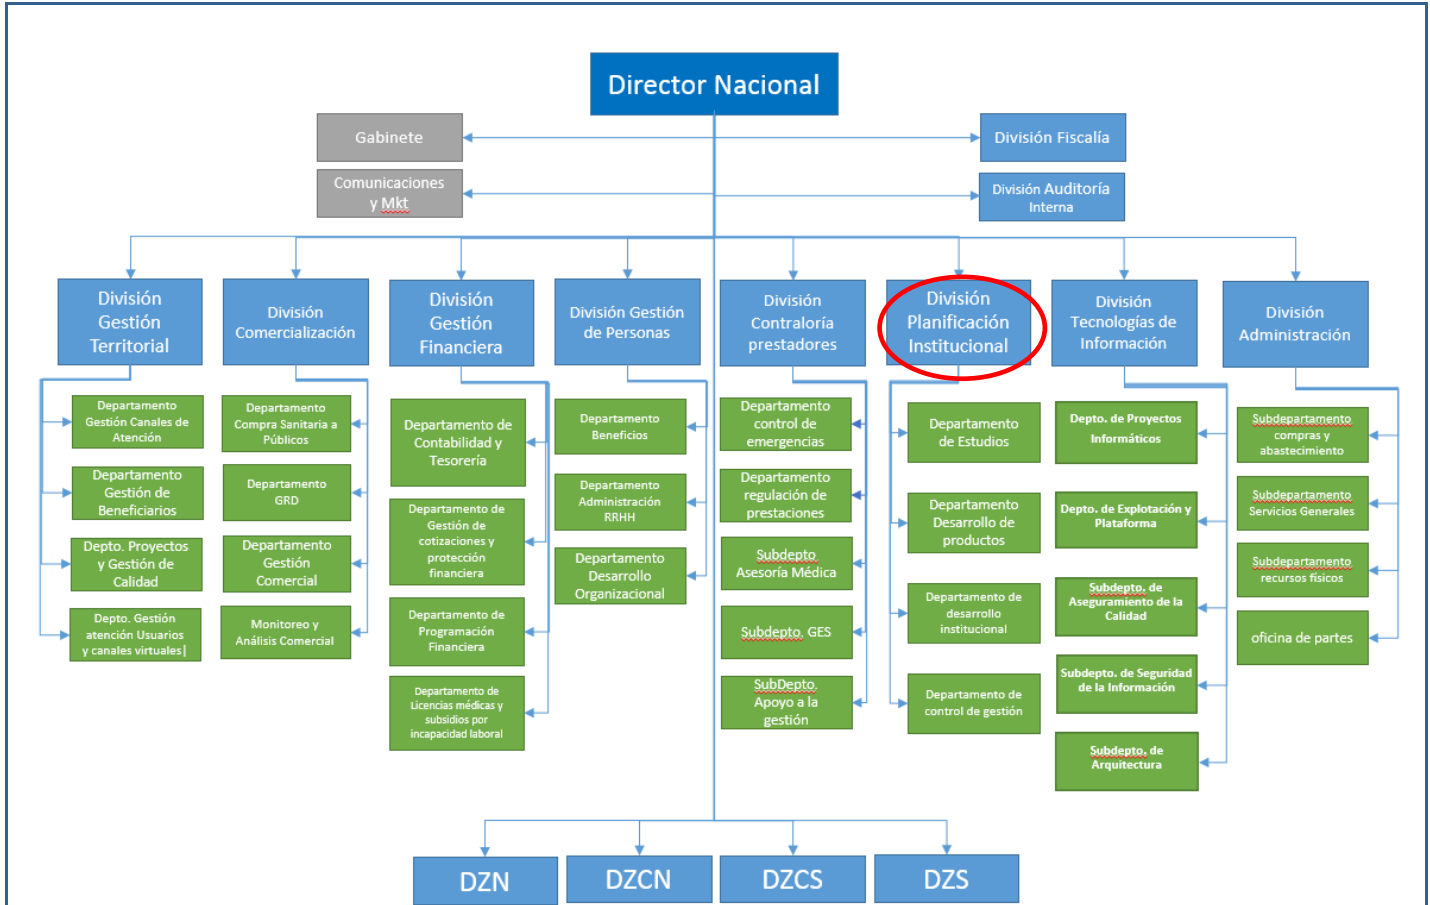 Director Nacional
Gabinete
División Fiscalía
Comunicaciones
y Mkt
División Auditoría
Interna
División
Gestión
Territorial
División
Comercialización
División
Gestión
Financiera
División Gestión
de Personas
División
Contraloría
prestadores
División
Planificación
Institucional
División
Tecnologías de
Información
División
Administración
Departamento
Gestión Canales de
Atención
Departamento
Gestión de
Beneficiarios
Depto. Proyectos
y Gestión de
Calidad
Depto. Gestión
atención Usuarios
y canales virtuales|
Departamento
Compra Sanitaria a
Públicos
Departamento
GRD
Departamento
Gestión
Comercial
Monitoreo y
Análisis Comercial
Departamento de
Contabilidad y
Tesorería
Departamento de
Gestión de
cotizaciones y
protección
financiera
Departamento de
Programación
Financiera
Departamento de
Licencias médicas y
subsidios por
incapacidad laboral
Departamento
Beneficios
Departamento
Administración
RRHH
Departamento
Desarrollo
Organizacional
Departamento
control de
emergencias
Departamento
regulación de
prestaciones
Subdepto
Asesoría Médica
Subdepto. GES
SubDepto.
Apoyo a la
gestión
Departamento
de Estudios
Departamento
Desarrollo de
productos
Departamento de
desarrollo
institucional
Departamento de
control de gestión
Depto. de Proyectos
Informáticos
Depto. de Explotación y
Plataforma
Subdepto. de
Aseguramiento de la
Calidad
Subdepto. de Seguridad
de la Información
Subdepto. de
Arquitectura
Subdepartamento
compras y
abastecimiento
Subdepartamento
Servicios Generales
Subdepartamento
recursos físicos
oficina de partes
DZN
DZCN
DZCS
DZS